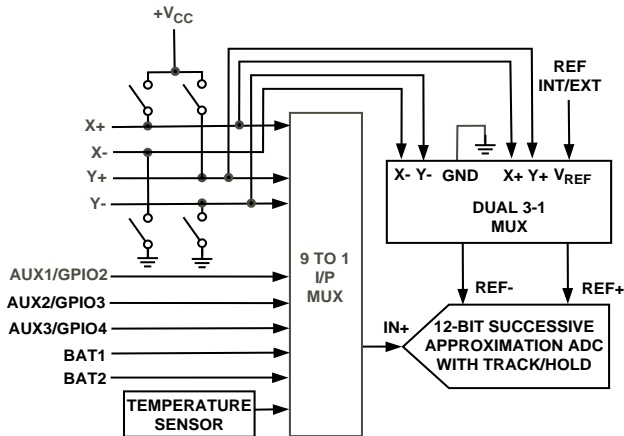 +VCC
REF
INT/EXT
X+
X-
Y+
Y-
X- Y- GND X+ Y+ VREF
DUAL 3-1
MUX
9 TO 1
I/P
MUX
AUX1/GPIO2
AUX2/GPIO3
AUX3/GPIO4
BAT1
BAT2
REF-
REF+
IN+
12-BIT SUCCESSIVE
APPROXIMATION ADC
WITH TRACK/HOLD
TEMPERATURE
SENSOR